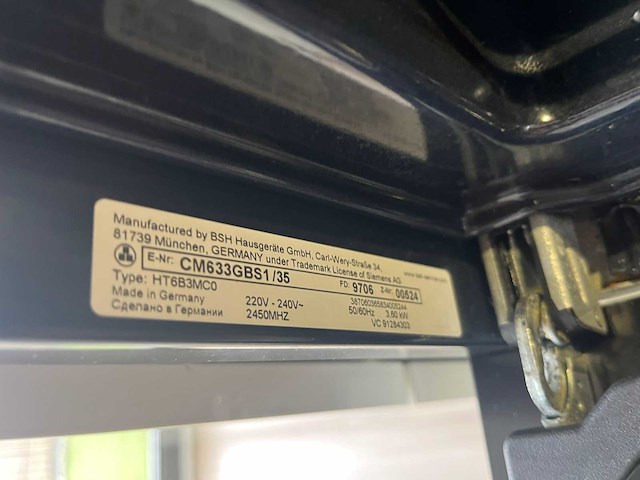 Manufactured by BSH Hausgeräte GmbH, Carl-Wery-Straße 34,
81739 München, GERMANY under Trademark License of Siemens AG
E-Nr: CM633GBS1 /35 FD: 9706 Z-Nr: 00524
Type: HT6B3MC0 220V - 240V~ 50/60Hz 3,60 kW
Made in Germany 2450MHZ VC 91284303
Сделано в Германии